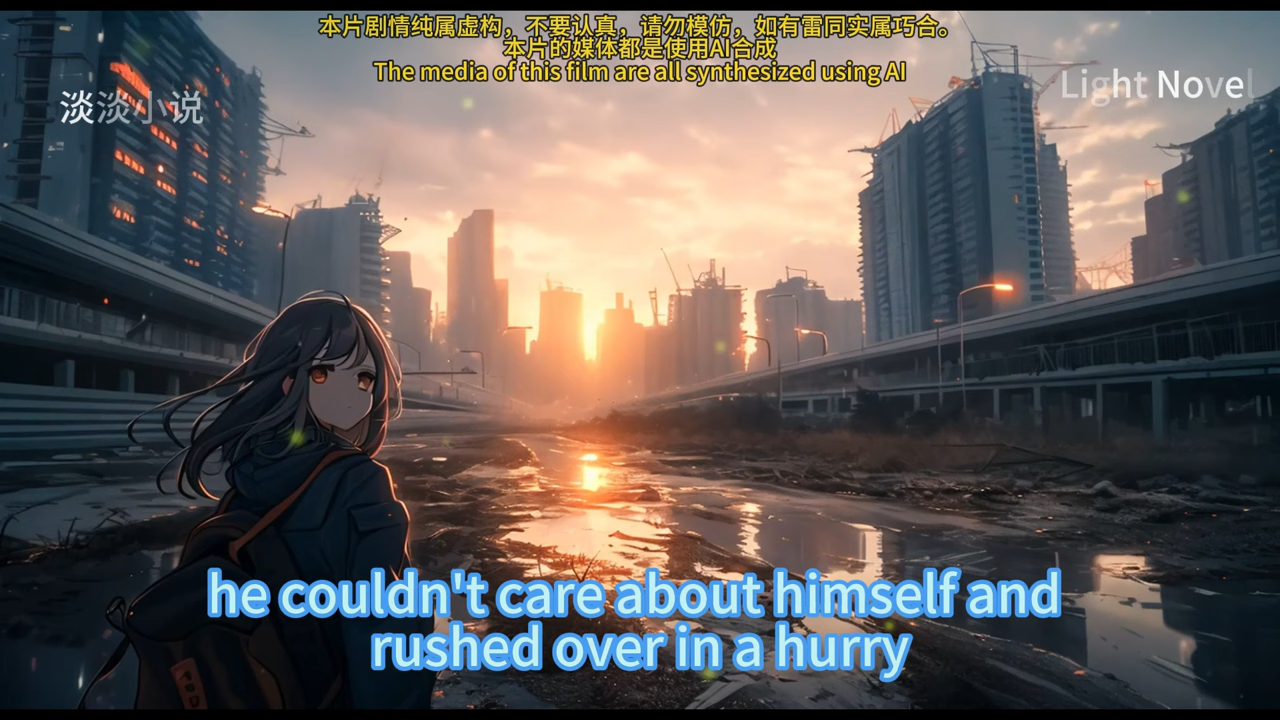 本片剧情纯属虚构，不要认真，请勿模仿，如有雷同实属巧合。
本片的媒体都是使用AI合成
The media of this film are all synthesized using AI
淡淡小说
Light Novel
he couldn't care about himself and
rushed over in a hurry